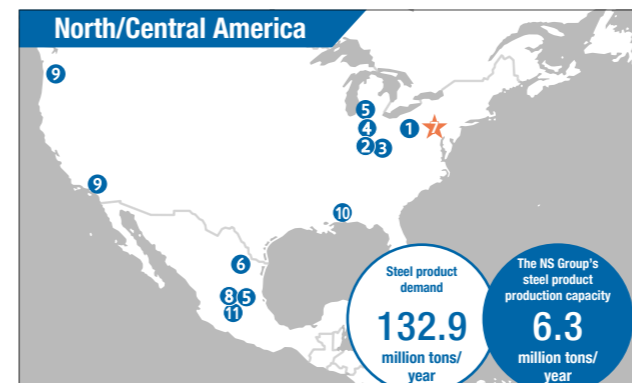 North/Central America
9
5
4
1
7
2
3
9
10
6
8
5
11
Steel product
demand
132.9
million tons/
year
The NS Group's
steel product
production capacity
6.3
million tons/
year